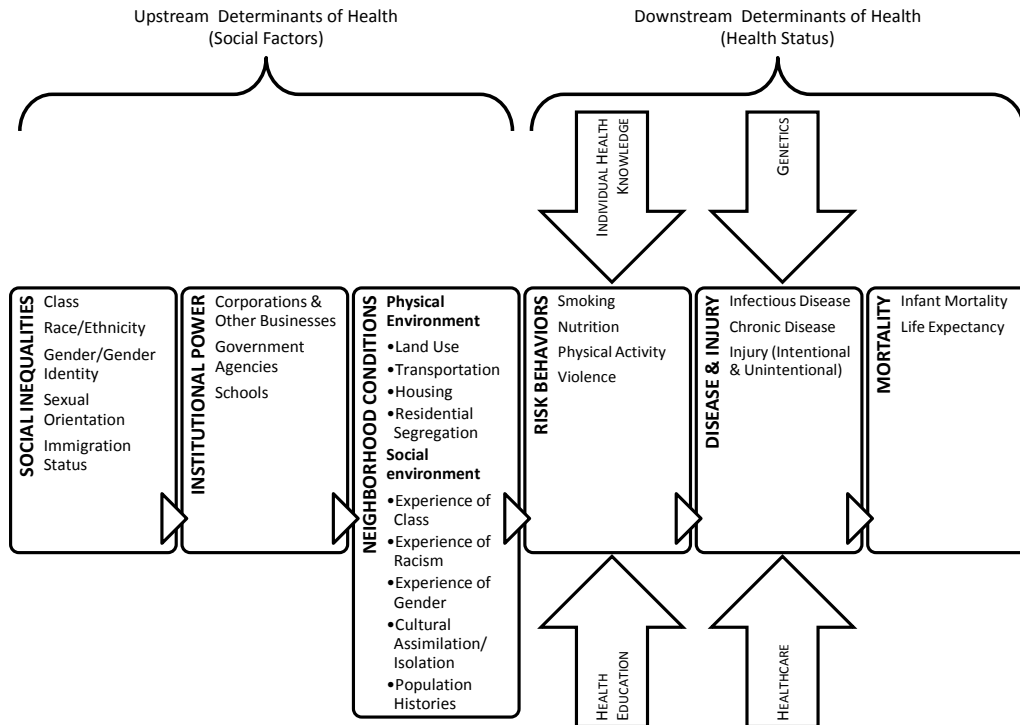 Upstream Determinants of Health
(Social Factors)
Downstream Determinants of Health
(Health Status)
INDIVIDUAL HEALTH
KNOWLEDGE
GENETICS
SOCIAL INEQUALITIES
Class
Race/Ethnicity
Gender/Gender
Identity
Sexual
Orientation
Immigration
Status
INSTITUTIONAL POWER
Corporations &
Other Businesses
Government
Agencies
Schools
NEIGHBORHOOD CONDITIONS
Physical
Environment
•Land Use
•Transportation
•Housing
•Residential
Segregation
Social
environment
•Experience of
Class
•Experience of
Racism
•Experience of
Gender
•Cultural
Assimilation/
Isolation
•Population
Histories
RISK BEHAVIORS
Smoking
Nutrition
Physical Activity
Violence
DISEASE & INJURY
Infectious Disease
Chronic Disease
Injury (Intentional
& Unintentional)
MORTALITY
Infant Mortality
Life Expectancy
HEALTH
EDUCATION
HEALTHCARE